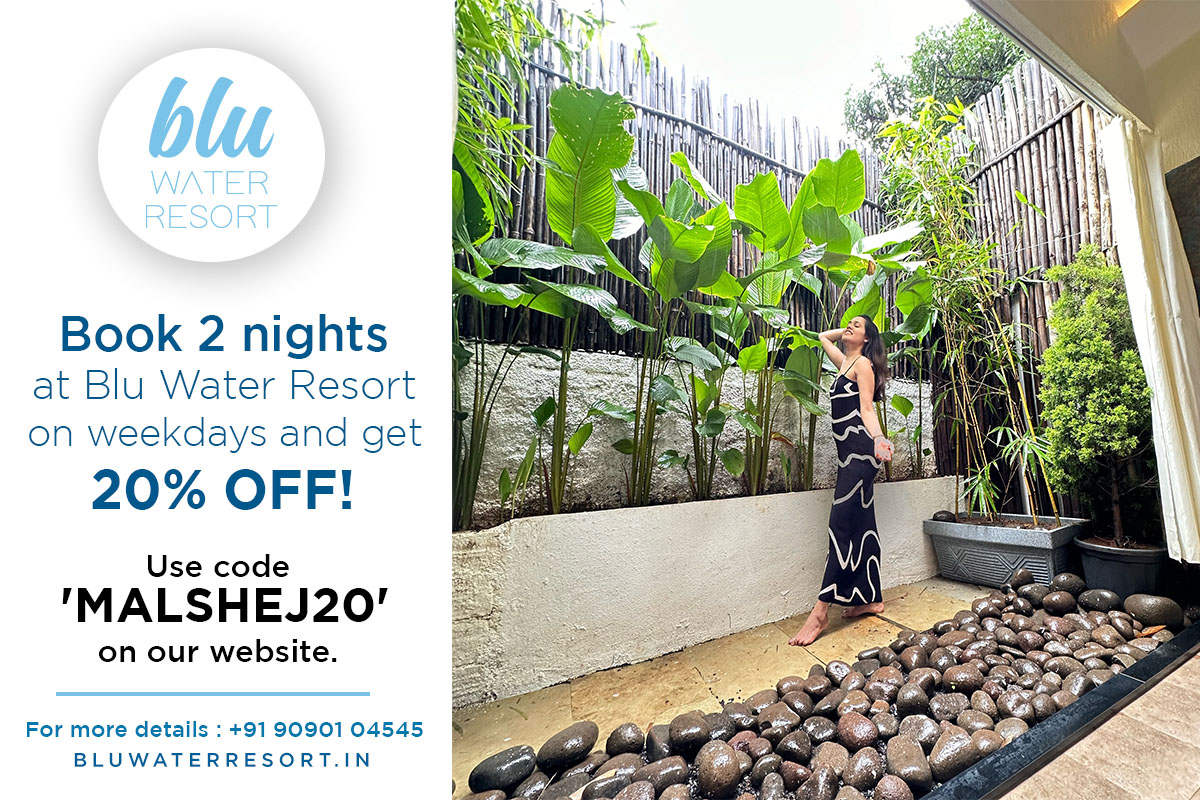 blu
WATER
RESORT
Book 2 nights
at Blu Water Resort
on weekdays and get
20% OFF!
Use code
'MALSHEJ20'
on our website.
For more details : +91 90901 04545
BLUWATERRESORT.IN